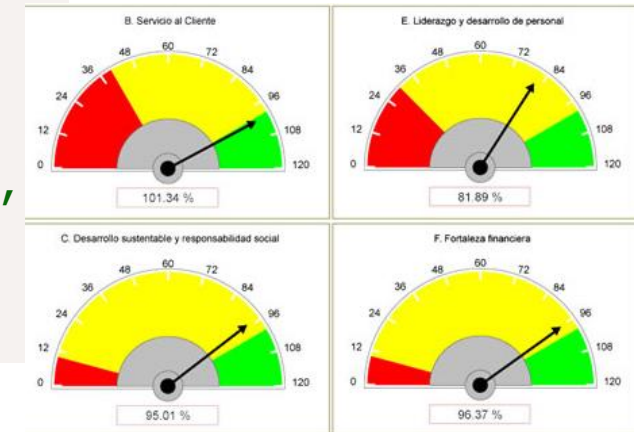 B. Servicio al Cliente
0 12 24 36 48 60 72 84 96 108 120
101.34 %
E. Liderazgo y desarrollo de personal
0 12 24 36 48 60 72 84 96 108 120
81.89 %
,
C. Desarrollo sustentable y responsabilidad social
0 12 24 36 48 60 72 84 96 108 120
95.01 %
F. Fortaleza financiera
0 12 24 36 48 60 72 84 96 108 120
96.37 %